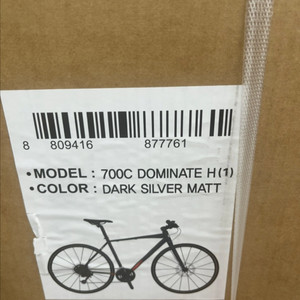 8 809416 877761
• MODEL : 700C DOMINATE H(1)
• COLOR : DARK SILVER MATT